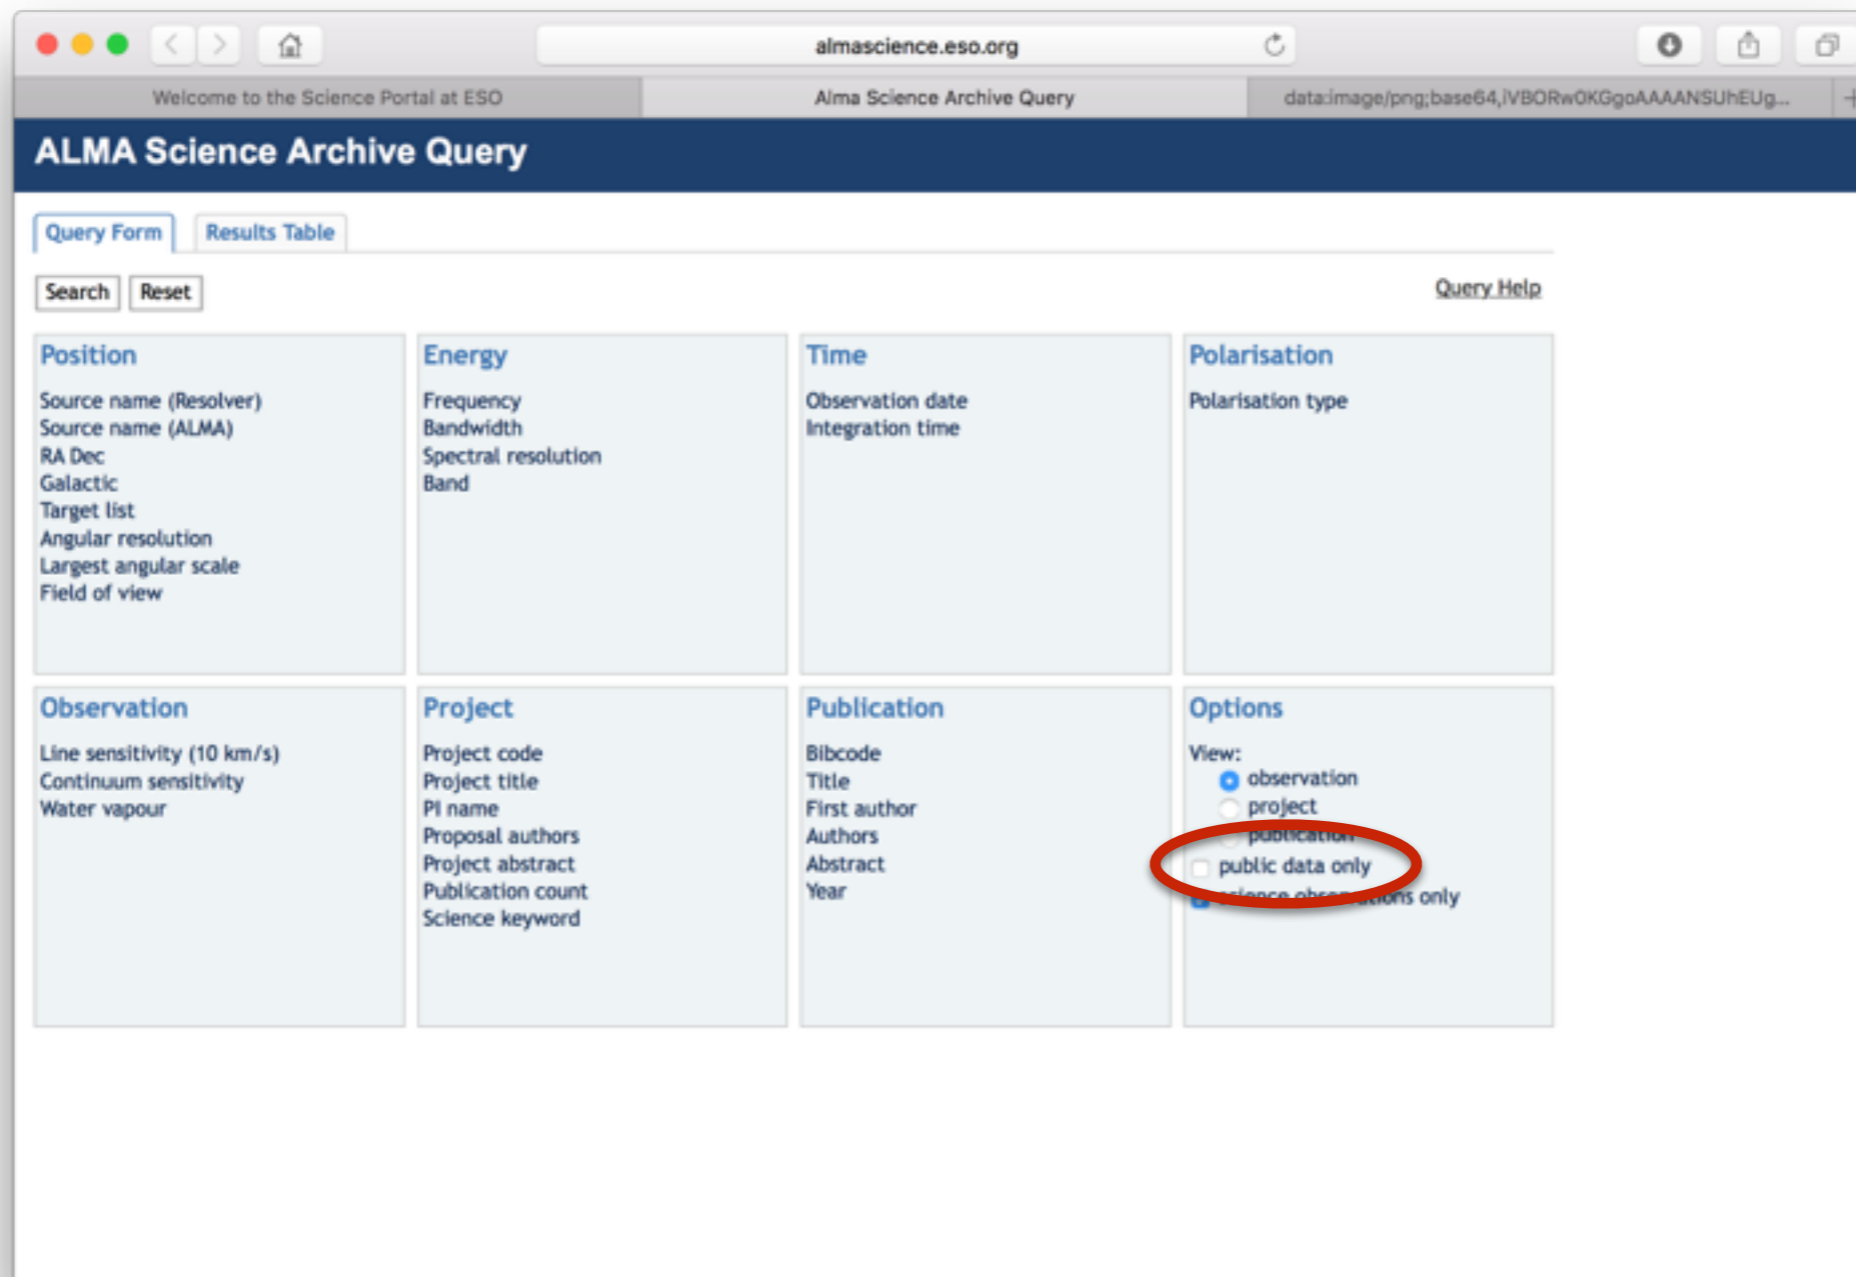 almascience.eso.org
Welcome to the Science Portal at ESO
Alma Science Archive Query
data:image/png;base64,iVBORw0KGgoAAAANSUhEUg...
ALMA Science Archive Query
Query Form
Results Table
Search
Reset
Query Help
Position
Source name (Resolver)
Source name (ALMA)
RA Dec
Galactic
Target list
Angular resolution
Largest angular scale
Field of view
Energy
Frequency
Bandwidth
Spectral resolution
Band
Time
Observation date
Integration time
Polarisation
Polarisation type
Observation
Line sensitivity (10 km/s)
Continuum sensitivity
Water vapour
Project
Project code
Project title
PI name
Proposal authors
Project abstract
Publication count
Science keyword
Publication
Bibcode
Title
First author
Authors
Abstract
Year
Options
View:
observation
project
publication
public data only
science observations only